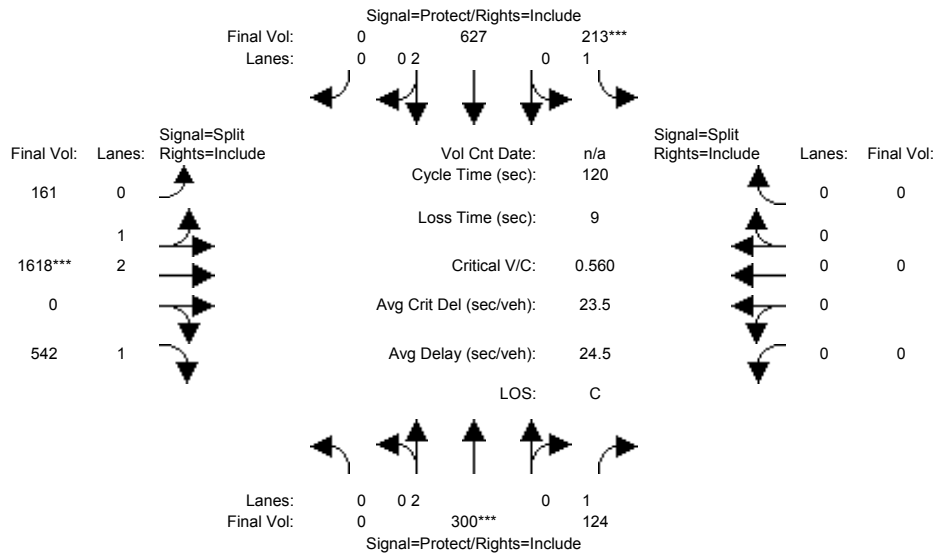 Signal=Protect/Rights=Include
Final Vol: 0 627 213***
Lanes: 0 0 2 0 1
Signal=Split
Final Vol: Lanes: Rights=Include
Vol Cnt Date: n/a
Signal=Split
Rights=Include Lanes: Final Vol:
Cycle Time (sec): 120
161 0
0 0
Loss Time (sec): 9
1
0
1618*** 2
Critical V/C: 0.560
0 0
0
Avg Crit Del (sec/veh): 23.5
0
542 1
Avg Delay (sec/veh): 24.5
0 0
LOS: C
Lanes: 0 0 2 0 1
Final Vol: 0 300*** 124
Signal=Protect/Rights=Include